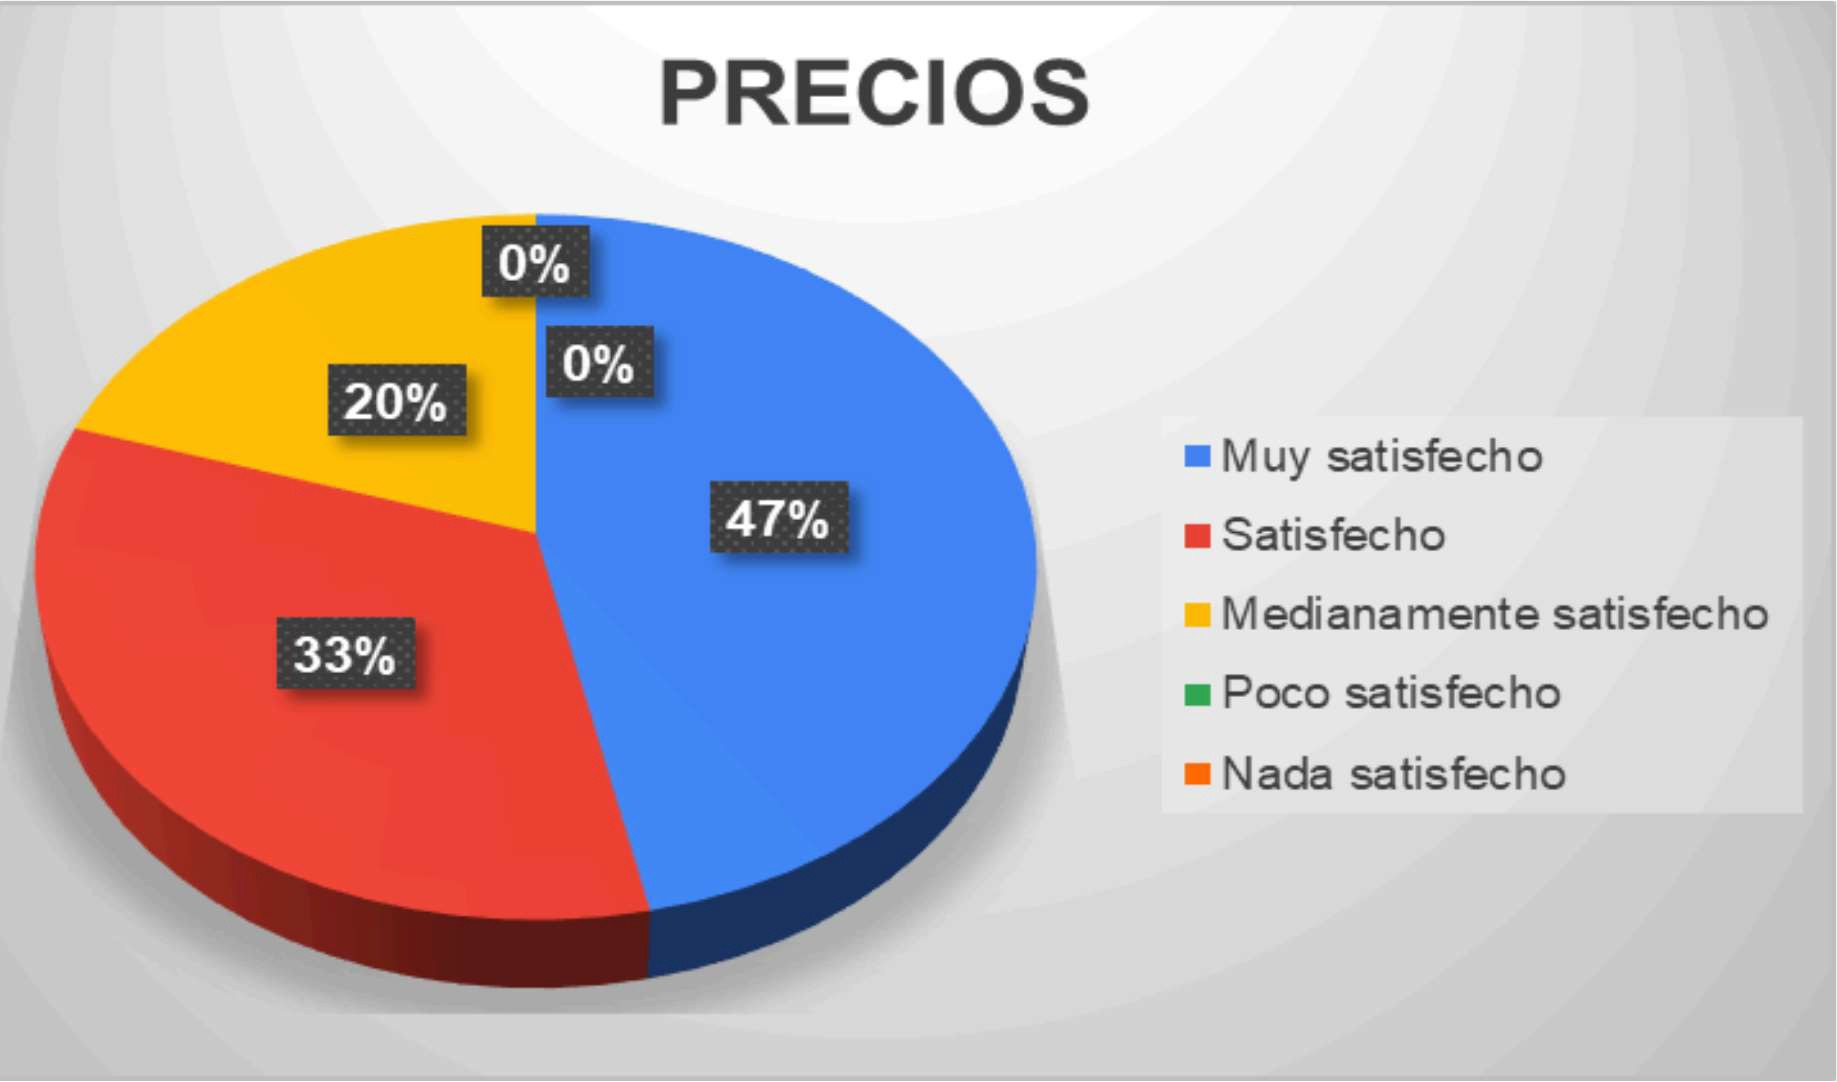 PRECIOS
0%
0%
20%
47%
33%
Muy satisfecho
Satisfecho
Medianamente satisfecho
Poco satisfecho
Nada satisfecho